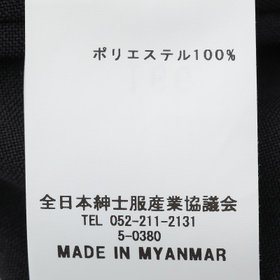 ポリエステル100%
全日本紳士服産業協議会
TEL 052-211-2131
5-0380
MADE IN MYANMAR